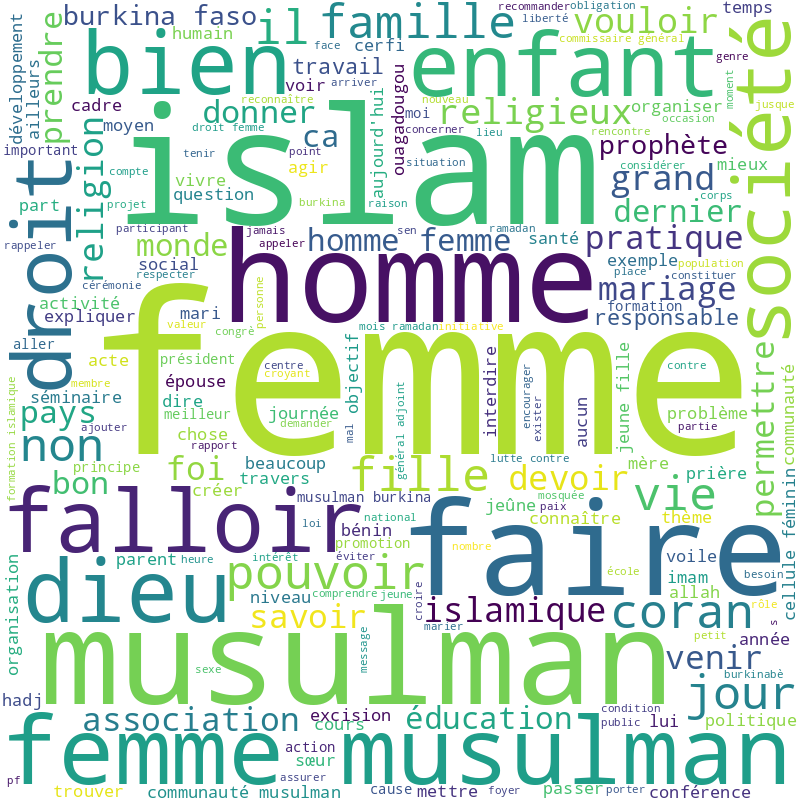 recommander obligation
burkina faso
il
famille
liberté
vouloir
temps
humain
face
cerfi
commissaire général
développement
ailleurs
prendre
bien
voir
travail
arriver
enfant
genre
société
cadre
reconnaître
donner
aujourd'hui
moi
ouagadougou
nouveau
religieux
organiser
moment
jusque
moyen
droit femme
ca
concerner
lieu
rencontre
occasion
important
religion
tenir
point
islam
situation
prophète
considérer
mieux
droit
compte
vivre
agir
grand
part
projet
question
burkina
raison
corps
dernier
rappeler
participant
jamais
sen
ramadan
monde
appeler
homme femme
santé
pratique
population
social
homme
exemple
place
constituer
cérémonie
respecter
activité
mari
personne
mariage
formation
expliquer
valeur
congrè
mois ramadan
initiative
responsable
aller
femme
acte
président
centre
objectif
interdire
contre
permettre
communauté
membre
épouse
croyant
encourager
exister
aucun
jeune fille
séminaire
dire
général adjoint
formation islamique
pays
meilleur
journée
problème
ajouter
chose
demander
mal
partie
non
rapport
lutte contre
mère
foi
beaucoup
fille
devoir
prière
bon
principe
travers
vie
créer
musulman burkina
jeûne
mosquée
cellule féminin
falloir
loi
national
paix
connaître
thème
faire
bénin
nombre
organisation
parent
heure
intérêt
promotion
éviter
voile
dieu
pouvoir
école
imam
besoin
niveau
comprendre
jeune
croire
allah
rôle
savoir
islamique
coran
marier
petit
année
s
musulman
message
venir
sexe
burkinabè
hadj
jour
association
excision
éducation
condition
public
lui
politique
cours
femme musulman
action
sœur
pf
assurer
trouver
communauté musulman
cause
mettre
foyer
passer
porter
conférence